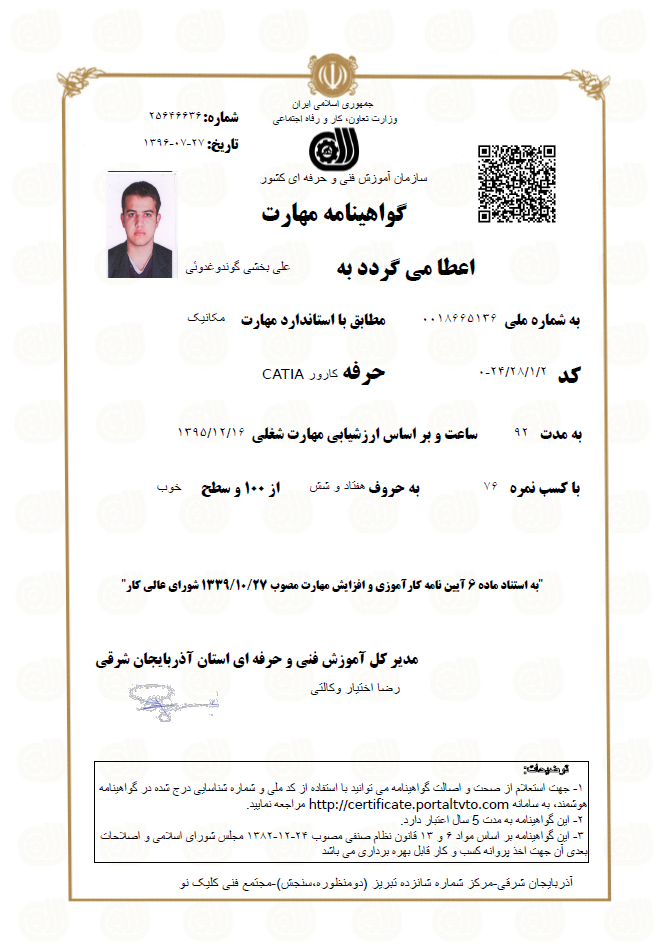 جمهوری اسلامی ایران
وزارت تعاون، کار و رفاه اجتماعی
شماره: ۲۵۶۴۶۶۳۶
تاریخ: ۱۳۹۶-۰۷-۲۷
سازمان آموزش فنی و حرفه ای کشور
گواهینامه مهارت
اعطا می گردد به علی بخشی گوندوغدوئی
به شماره ملی ۰۰۱۸۶۶۵۱۳۶ مطابق با استاندارد مهارت مکانیک
کد ۰-۲۴/۲۸/۱/۲ حرفه کارور CATIA
به مدت ۹۲ ساعت و بر اساس ارزشیابی مهارت شغلی ۱۳۹۵/۱۲/۱۶
با کسب نمره ۷۶ به حروف هفتاد و شش از ۱۰۰ و سطح خوب
"به استناد ماده ۶ آیین نامه کارآموزی و افزایش مهارت مصوب ۱۳۳۹/۱۰/۲۷ شورای عالی کار"
مدیر کل آموزش فنی و حرفه ای استان آذربایجان شرقی
رضا اختیار وکالتی
توضیحات:
۱- جهت استعلام از صحت و اصالت گواهینامه می توانید با استفاده از کد ملی و شماره شناسایی درج شده در گواهینامه
هوشمند، به سامانه http://certificate.portaltvto.com مراجعه نمایید.
۲- این گواهینامه به مدت 5 سال اعتبار دارد.
۳- این گواهینامه بر اساس مواد ۶ و ۱۳ قانون نظام صنفی مصوب ۲۴-۱۲-۱۳۸۲ مجلس شورای اسلامی و اصلاحات
بعدی آن جهت اخذ پروانه کسب و کار قابل بهره برداری می باشد
آذربایجان شرقی-مرکز شماره شانزده تبریز (دومنظوره،سنجش)-مجتمع فنی کلیک نو